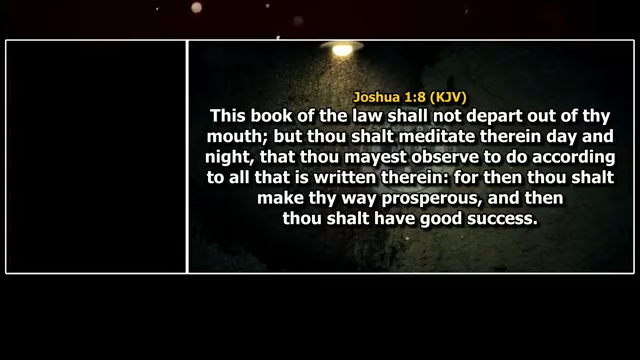 Joshua 1:8 (KJV)
This book of the law shall not depart out of thy
mouth; but thou shalt meditate therein day and
night, that thou mayest observe to do according
to all that is written therein: for then thou shalt
make thy way prosperous, and then
thou shalt have good success.